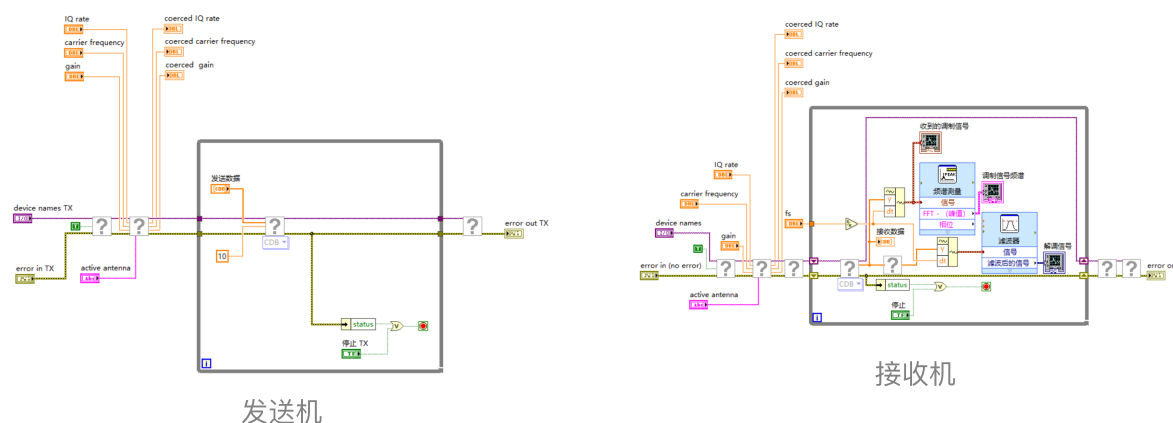 IQ rate
carrier frequency
gain
coerced IQ rate
coerced carrier frequency
coerced gain
发送数据
device names TX
error in TX
active antenna
CDB
10
error out TX
status
停止 TX
i
发送机
coerced IQ rate
coerced carrier frequency
coerced gain
收到的调制信号
IQ rate
carrier frequency
频谱测量
信号
FFT - （峰值）
相位
调制信号频谱
fs
Y
dt
device names
gain
接收数据
Y
dt
滤波器
信号
滤波后的信号
解调信号
error in (no error)
CDB
status
active antenna
停止
i
接收机